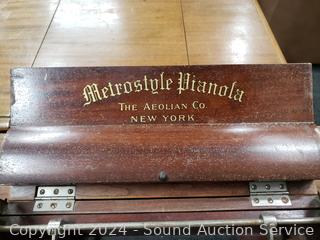 Metrostyle Pianola
THE AEOLIAN CO.
NEW YORK
Copyright © 2024 - Sound Auction Service